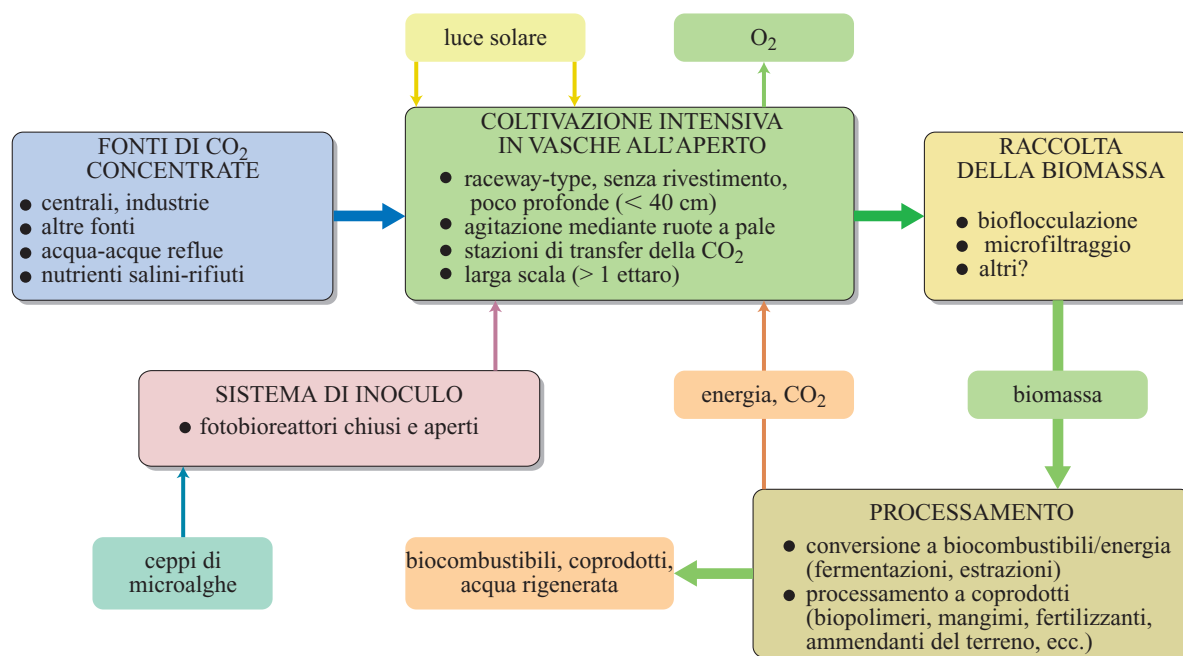 luce solare
O₂
FONTI DI CO₂
CONCENTRATE
● centrali, industrie
● altre fonti
● acqua-acque reflue
● nutrienti salini-rifiuti
COLTIVAZIONE INTENSIVA
IN VASCHE ALL'APERTO
● raceway-type, senza rivestimento,
poco profonde (< 40 cm)
● agitazione mediante ruote a pale
● stazioni di transfer della CO₂
● larga scala (> 1 ettaro)
RACCOLTA
DELLA BIOMASSA
● bioflocculazione
● microfiltraggio
● altri?
SISTEMA DI INOCULO
● fotobioreattori chiusi e aperti
energia, CO₂
biomassa
ceppi di
microalghe
biocombustibili, coprodotti,
acqua rigenerata
PROCESSAMENTO
● conversione a biocombustibili/energia
(fermentazioni, estrazioni)
● processamento a coprodotti
(biopolimeri, mangimi, fertilizzanti,
ammendanti del terreno, ecc.)